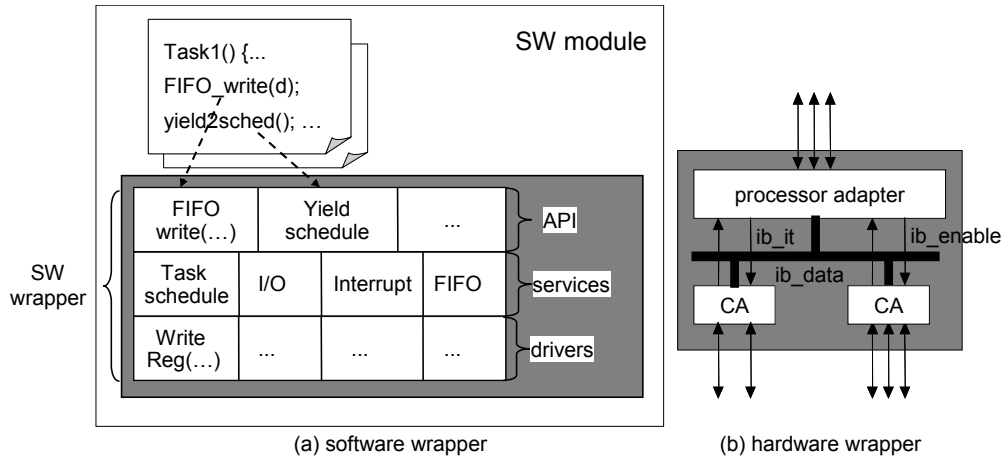 SW module
Task1() {...
FIFO_write(d);
yield2sched(); ...
FIFO
write(...)
Yield
schedule
...
API
SW
wrapper
Task
schedule
I/O
Interrupt
FIFO
services
Write
Reg(...)
...
...
...
drivers
(a) software wrapper
processor adapter
ib_it
ib_enable
ib_data
CA
CA
(b) hardware wrapper